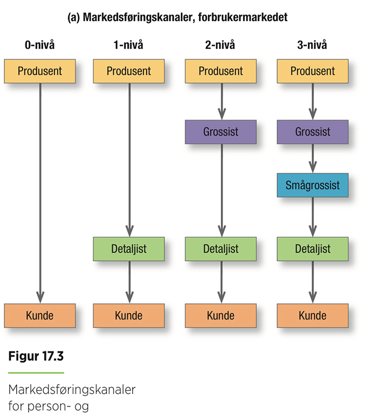 (a) Markedsføringskanaler, forbrukermarkedet
0-nivå 1-nivå 2-nivå 3-nivå
Produsent Produsent Produsent Produsent
Grossist Grossist
Smågrossist
Detaljist Detaljist Detaljist
Kunde Kunde Kunde Kunde
Figur 17.3
Markedsføringskanaler
for person- og